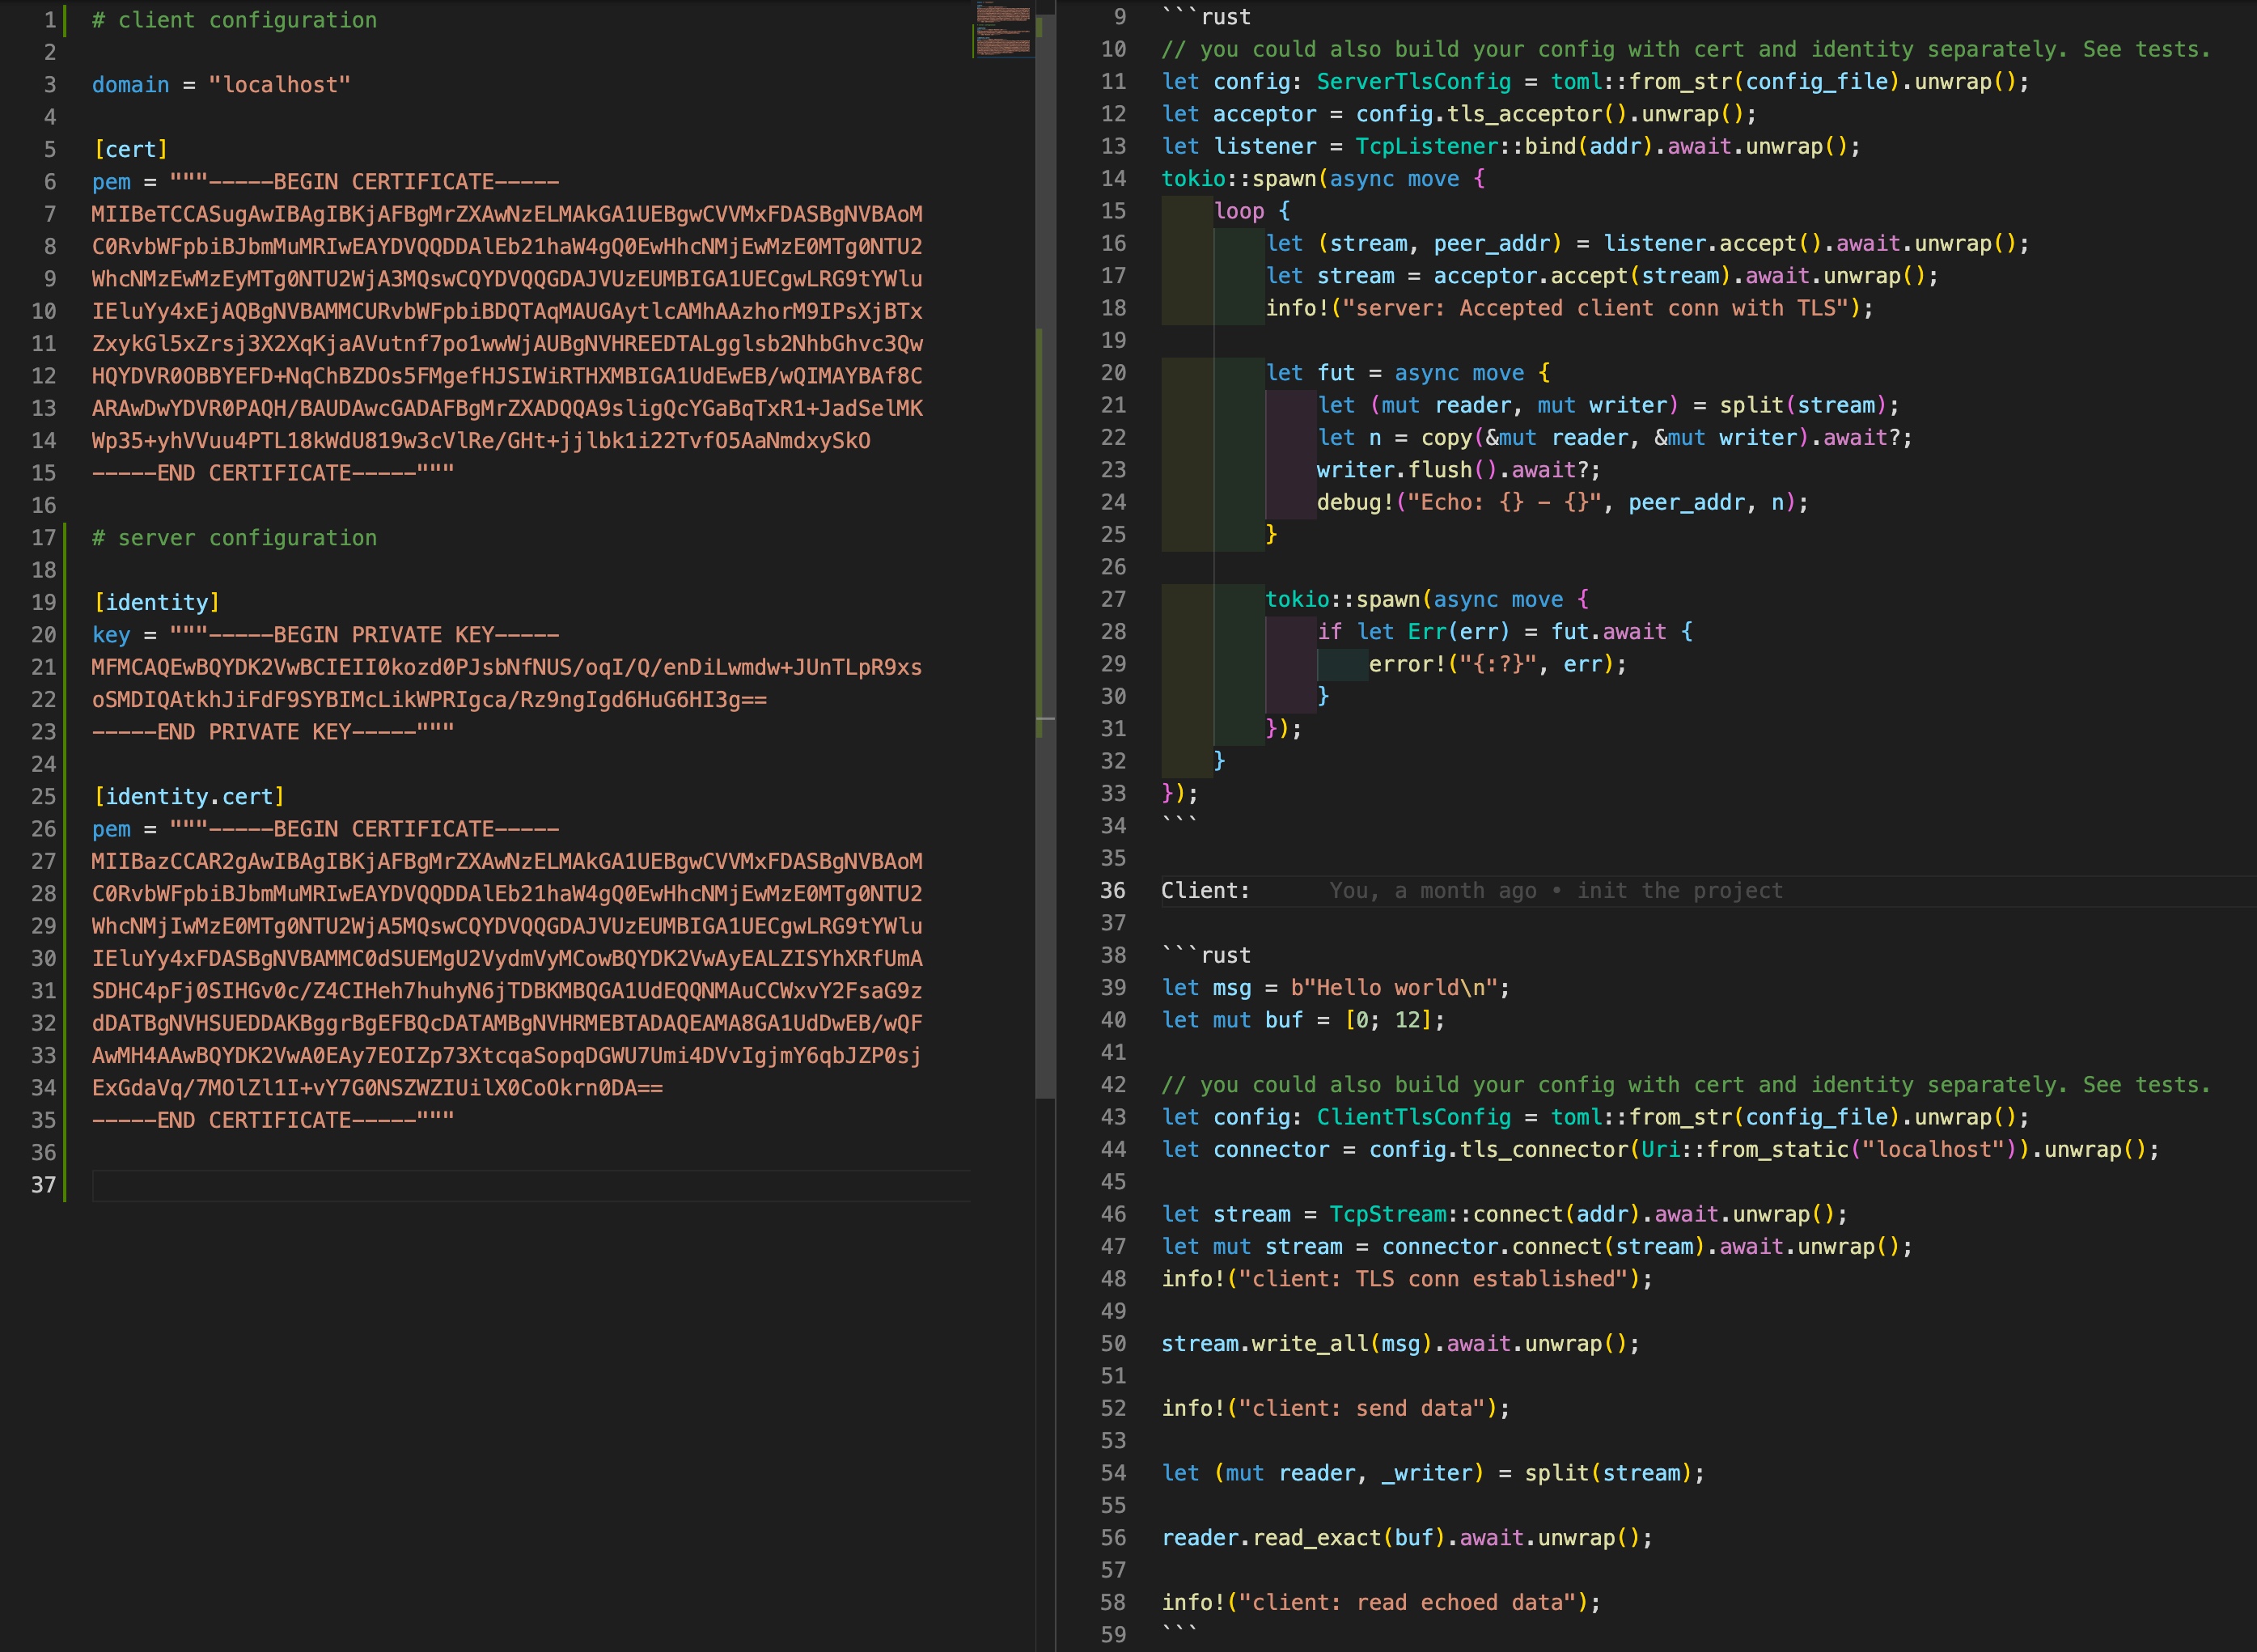 1 # client configuration
2
3 domain = "localhost"
4
5 [cert]
6 pem = """-----BEGIN CERTIFICATE-----
7 MIIBeTCCASugAwIBAgIBKjAFBgMrZXAwNzELMAkGA1UEBgwCVVMxFDASBgNVBAoM
8 C0RvbWFpbiBJbmMuMRIwEAYDVQQDDAlEb21haW4gQ0EwHhcNMjEwMzE0MTg0NTU2
9 WhcNMzEwMzEyMTg0NTU2WjA3MQswCQYDVQQGDAJVUzEUMBIGA1UECgwLRG9tYWlu
10 IEluYy4xEjAQBgNVBAMMCURvbWFpbiBDQTAqMAUGAytlcAMhAAzhorM9IPsXjBTx
11 ZxykGl5xZrsj3X2XqKjaAVutnf7po1wwWjAUBgNVHREEDTALgglsb2NhbGhvc3Qw
12 HQYDVR0OBBYEFD+NqChBZDOs5FMgefHJSIWiRTHXMBIGA1UdEwEB/wQIMAYBAf8C
13 ARAwDwYDVR0PAQH/BAUDAwcGADAFBgMrZXADQQA9sligQcYGaBqTxR1+JadSelMK
14 Wp35+yhVVuu4PTL18kWdU819w3cVlRe/GHt+jjlbk1i22TvfO5AaNmdxySkO
15 -----END CERTIFICATE-----"""
16
17 # server configuration
18
19 [identity]
20 key = """-----BEGIN PRIVATE KEY-----
21 MFMCAQEwBQYDK2VwBCIEII0kozd0PJsbNfNUS/oqI/Q/enDiLwmdw+JUnTLpR9xs
22 oSMDIQAtkhJiFdF9SYBIMcLikWPRIgca/Rz9ngIgd6HuG6HI3g==
23 -----END PRIVATE KEY-----"""
24
25 [identity.cert]
26 pem = """-----BEGIN CERTIFICATE-----
27 MIIBazCCAR2gAwIBAgIBKjAFBgMrZXAwNzELMAkGA1UEBgwCVVMxFDASBgNVBAoM
28 C0RvbWFpbiBJbmMuMRIwEAYDVQQDDAlEb21haW4gQ0EwHhcNMjEwMzE0MTg0NTU2
29 WhcNMjIwMzE0MTg0NTU2WjA5MQswCQYDVQQGDAJVUzEUMBIGA1UECgwLRG9tYWlu
30 IEluYy4xFDASBgNVBAMMC0dSUEMgU2VydmVyMCowBQYDK2VwAyEALZISYhXRfUmA
31 SDHC4pFj0SIHGv0c/Z4CIHeh7huhyN6jTDBKMBQGA1UdEQQNMAuCCWxvY2FsaG9z
32 dDATBgNVHSUEDDAKBggrBgEFBQcDATAMBgNVHRMEBTADAQEAMA8GA1UdDwEB/wQF
33 AwMH4AAwBQYDK2VwA0EAy7EOIZp73XtcqaSopqDGWU7Umi4DVvIgjmY6qbJZP0sj
34 ExGdaVq/7MOlZl1I+vY7G0NSZWZIUilX0CoOkrn0DA==
35 -----END CERTIFICATE-----"""
36
37
9 ```rust
10 // you could also build your config with cert and identity separately. See tests.
11 let config: ServerTlsConfig = toml::from_str(config_file).unwrap();
12 let acceptor = config.tls_acceptor().unwrap();
13 let listener = TcpListener::bind(addr).await.unwrap();
14 tokio::spawn(async move {
15 loop {
16 let (stream, peer_addr) = listener.accept().await.unwrap();
17 let stream = acceptor.accept(stream).await.unwrap();
18 info!("server: Accepted client conn with TLS");
19
20 let fut = async move {
21 let (mut reader, mut writer) = split(stream);
22 let n = copy(&mut reader, &mut writer).await?;
23 writer.flush().await?;
24 debug!("Echo: {} - {}", peer_addr, n);
25 }
26
27 tokio::spawn(async move {
28 if let Err(err) = fut.await {
29 error!("{:?}", err);
30 }
31 });
32 }
33 });
34 ```
35
36 Client: You, a month ago • init the project
37
38 ```rust
39 let msg = b"Hello world\n";
40 let mut buf = [0; 12];
41
42 // you could also build your config with cert and identity separately. See tests.
43 let config: ClientTlsConfig = toml::from_str(config_file).unwrap();
44 let connector = config.tls_connector(Uri::from_static("localhost")).unwrap();
45
46 let stream = TcpStream::connect(addr).await.unwrap();
47 let mut stream = connector.connect(stream).await.unwrap();
48 info!("client: TLS conn established");
49
50 stream.write_all(msg).await.unwrap();
51
52 info!("client: send data");
53
54 let (mut reader, _writer) = split(stream);
55
56 reader.read_exact(buf).await.unwrap();
57
58 info!("client: read echoed data");
59 ```